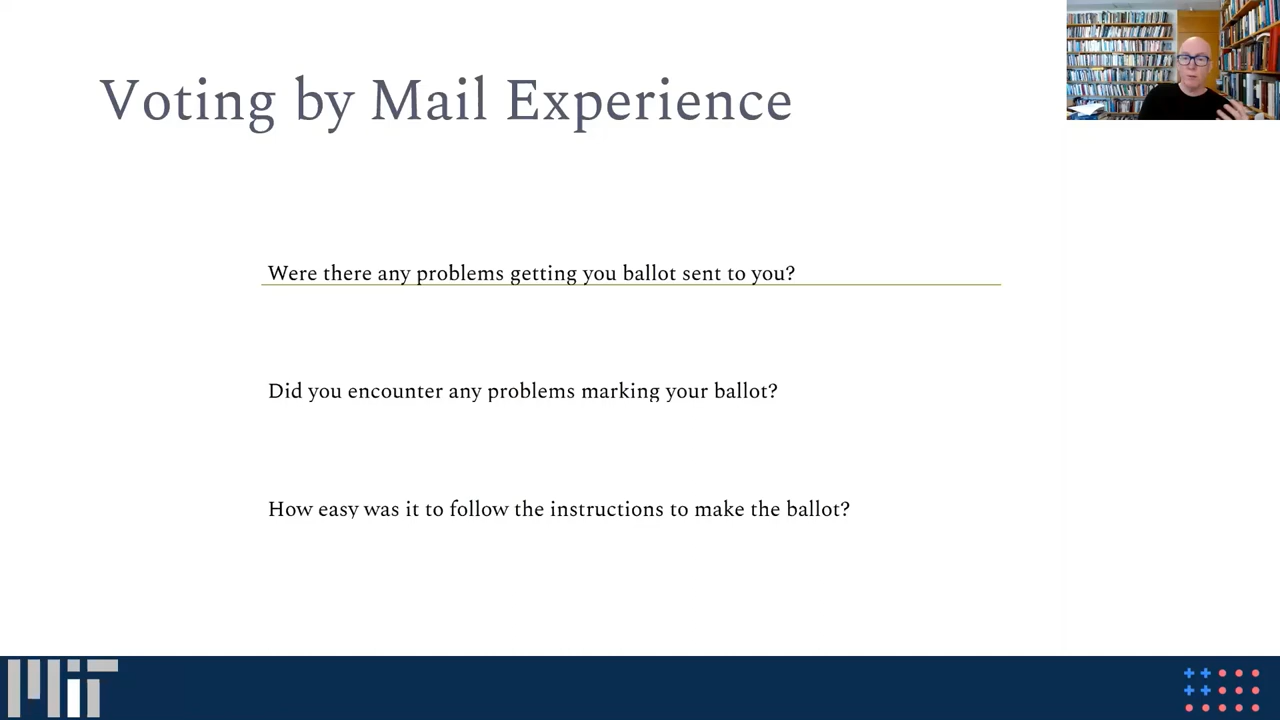 Voting by Mail Experience
Were there any problems getting you ballot sent to you?
Did you encounter any problems marking your ballot?
How easy was it to follow the instructions to make the ballot?
MIT